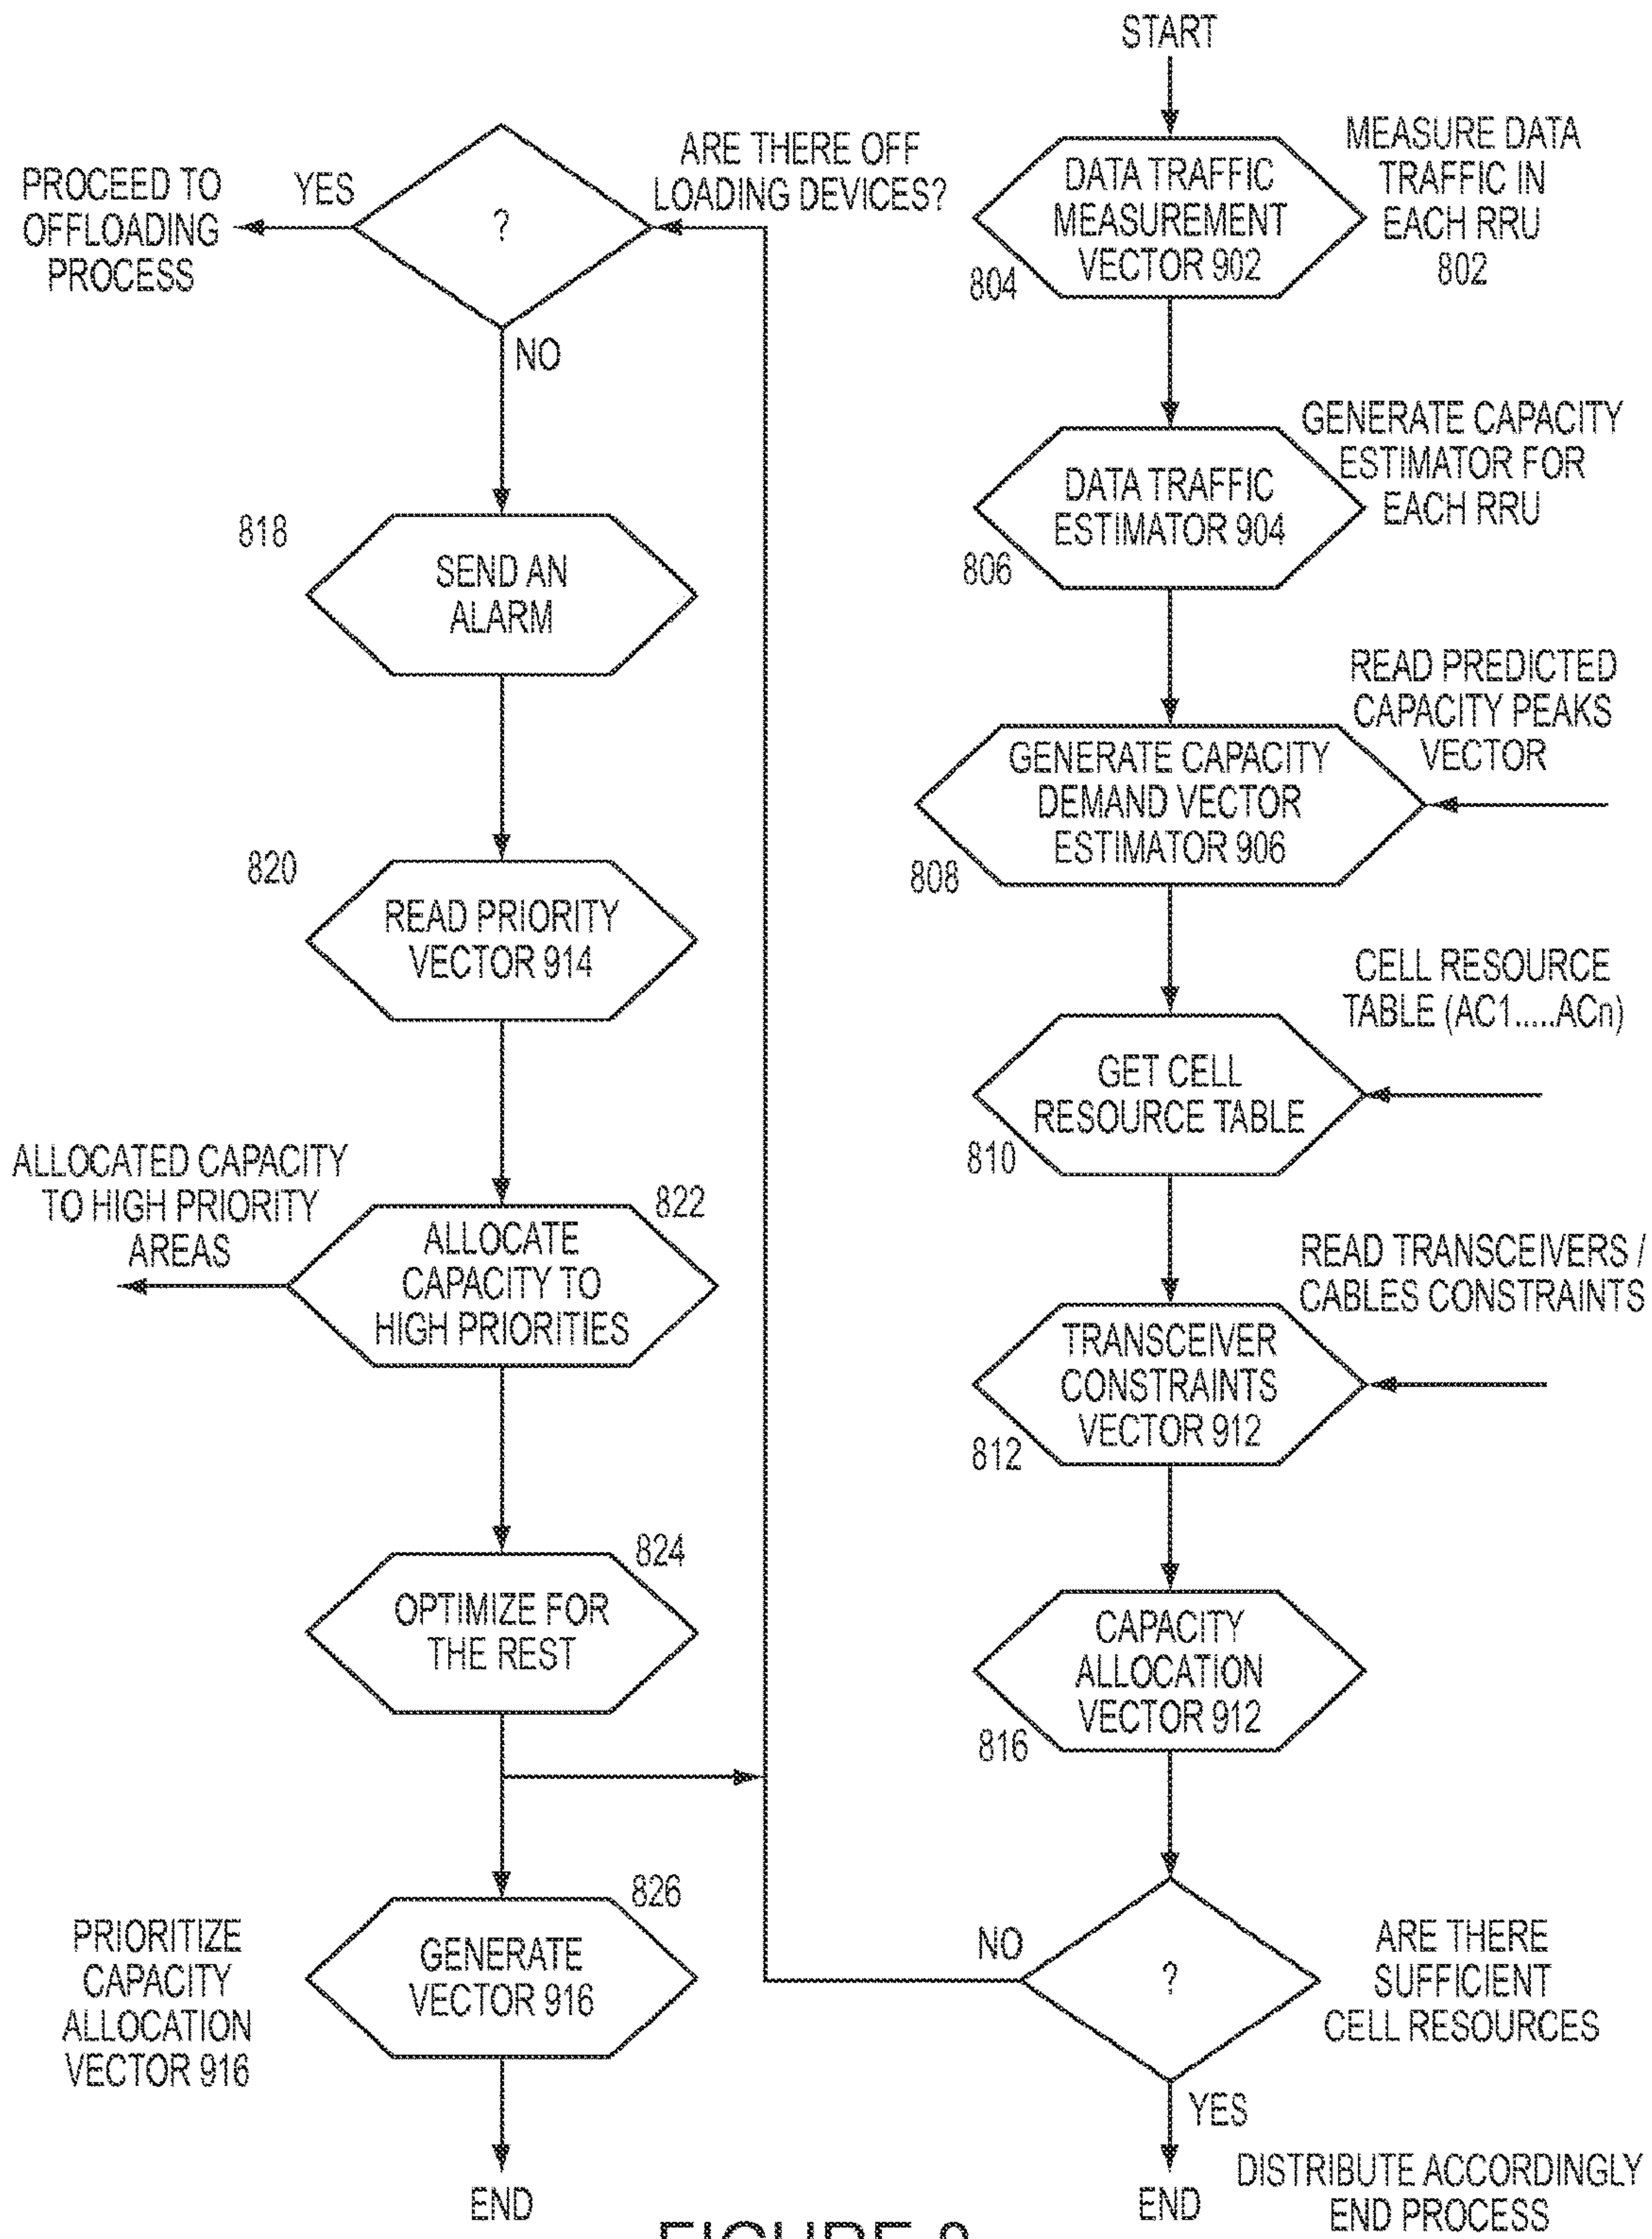 START
DATA TRAFFIC
MEASUREMENT
VECTOR 902
804
MEASURE DATA
TRAFFIC IN
EACH RRU
802
DATA TRAFFIC
ESTIMATOR 904
806
GENERATE CAPACITY
ESTIMATOR FOR
EACH RRU
READ PREDICTED
CAPACITY PEAKS
VECTOR
GENERATE CAPACITY
DEMAND VECTOR
ESTIMATOR 906
808
CELL RESOURCE
TABLE (AC1.....ACn)
GET CELL
RESOURCE TABLE
810
READ TRANSCEIVERS /
CABLES CONSTRAINTS
TRANSCEIVER
CONSTRAINTS
VECTOR 912
812
CAPACITY
ALLOCATION
VECTOR 912
816
?
NO
ARE THERE
SUFFICIENT
CELL RESOURCES
YES
END
DISTRIBUTE ACCORDINGLY
END PROCESS
ARE THERE OFF
LOADING DEVICES?
?
YES
PROCEED TO
OFFLOADING
PROCESS
NO
818
SEND AN
ALARM
820
READ PRIORITY
VECTOR 914
ALLOCATED CAPACITY
TO HIGH PRIORITY
AREAS
822
ALLOCATE
CAPACITY TO
HIGH PRIORITIES
824
OPTIMIZE FOR
THE REST
826
GENERATE
VECTOR 916
PRIORITIZE
CAPACITY
ALLOCATION
VECTOR 916
END
FIGURE